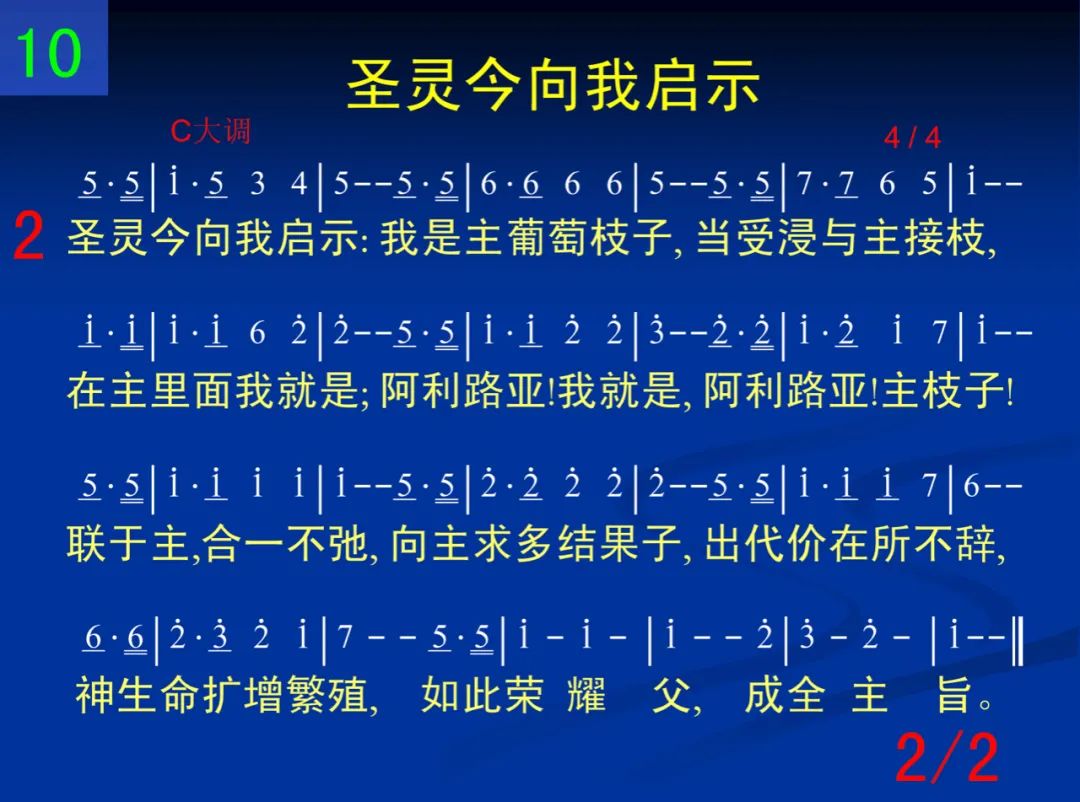 10
圣灵今向我启示
C大调 4 / 4
5·5|i·5 3 4|5--5·5|6·6 6 6|5--5·5|7·7 6 5|i--
2 圣灵今向我启示: 我是主葡萄枝子, 当受浸与主接枝,
i·i|i·i 6 2̇|2̇--5·5|i·i 2̇ 2̇|3̇--2̇·2̇|i·2̇ i 7|i--
在主里面我就是; 阿利路亚!我就是, 阿利路亚!主枝子!
5·5|i·i i i|i--5·5|2̇·2̇ 2̇ 2̇|2̇--5·5|i·i i 7|6--
联于主,合一不弛, 向主求多结果子, 出代价在所不辞,
6·6|2̇·3̇ 2̇ i|7 - - 5·5|i - i - |i - - 2̇|3̇ - 2̇ - |i--‖
神生命扩增繁殖, 如此荣 耀 父, 成全 主 旨。
2/2